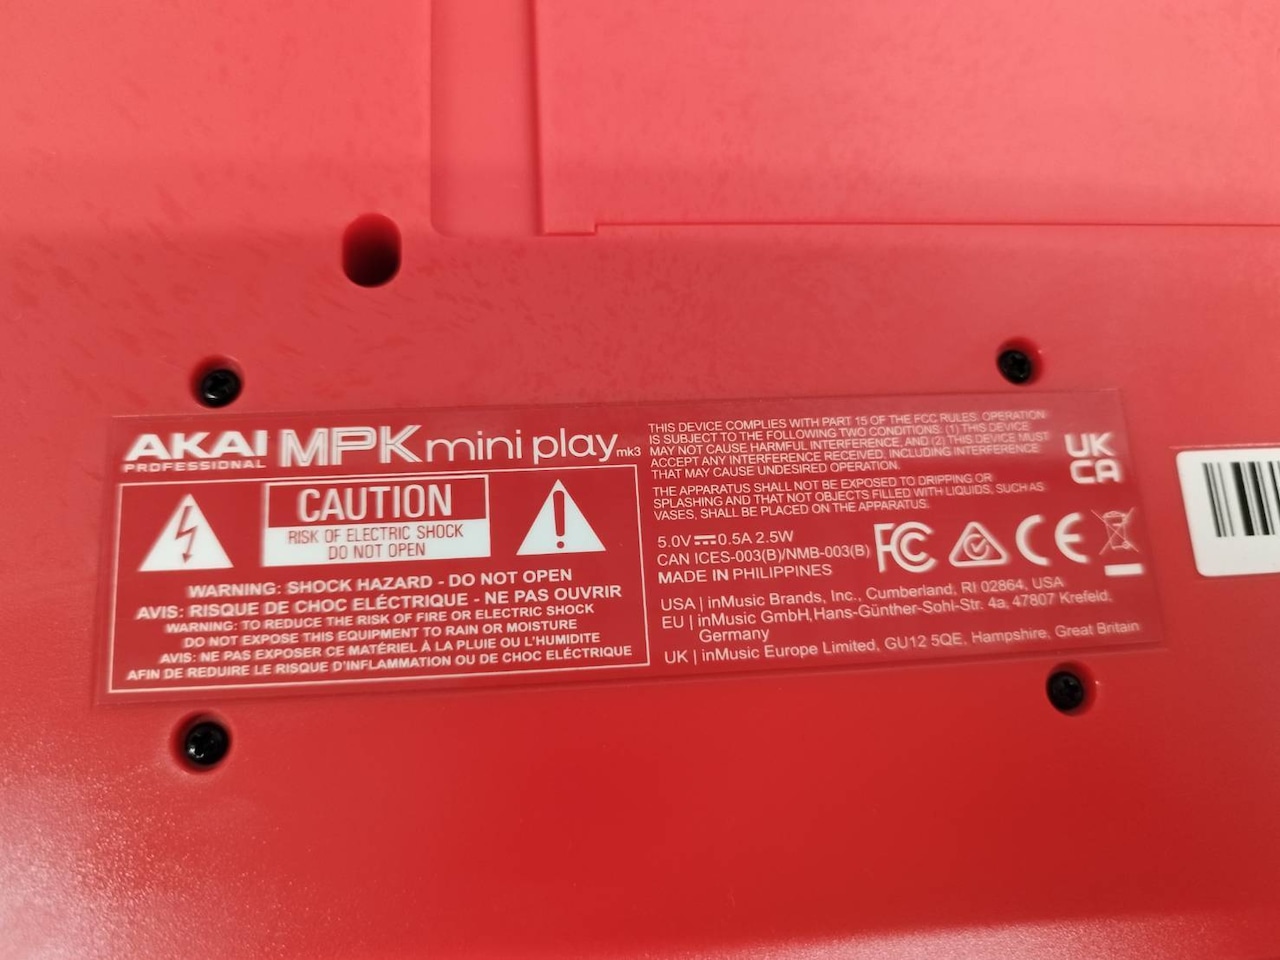 AKAI MPK mini play mk3
PROFESSIONAL
CAUTION
RISK OF ELECTRIC SHOCK
DO NOT OPEN
WARNING: SHOCK HAZARD - DO NOT OPEN
AVIS: RISQUE DE CHOC ELÉCTRIQUE - NE PAS OUVRIR
WARNING: TO REDUCE THE RISK OF FIRE OR ELECTRIC SHOCK
DO NOT EXPOSE THIS EQUIPMENT TO RAIN OR MOISTURE
AVIS: NE PAS EXPOSER CE MATÉRIEL À LA PLUIE OU L'HUMIDITE
AFIN DE REDUIRE LE RISQUE D'INFLAMMATION OU DE CHOC ELÉCTRIQUE
THIS DEVICE COMPLIES WITH PART 15 OF THE FCC RULES. OPERATION
IS SUBJECT TO THE FOLLOWING TWO CONDITIONS: (1) THIS DEVICE
MAY NOT CAUSE HARMFUL INTERFERENCE, AND (2) THIS DEVICE MUST
ACCEPT ANY INTERFERENCE RECEIVED, INCLUDING INTERFERENCE
THAT MAY CAUSE UNDESIRED OPERATION.
THE APPARATUS SHALL NOT BE EXPOSED TO DRIPPING OR
SPLASHING AND THAT NOT OBJECTS FILLED WITH LIQUIDS, SUCH AS
VASES, SHALL BE PLACED ON THE APPARATUS.
UK
CA
5.0V 0.5A 2.5W
CAN ICES-003(B)/NMB-003(B)
MADE IN PHILIPPINES
FC CE
USA | inMusic Brands, Inc., Cumberland, RI 02864, USA
EU | inMusic GmbH,Hans-Günther-Sohl-Str. 4a, 47807 Krefeld.
Germany
UK | inMusic Europe Limited, GU12 5QE, Hampshire, Great Britain